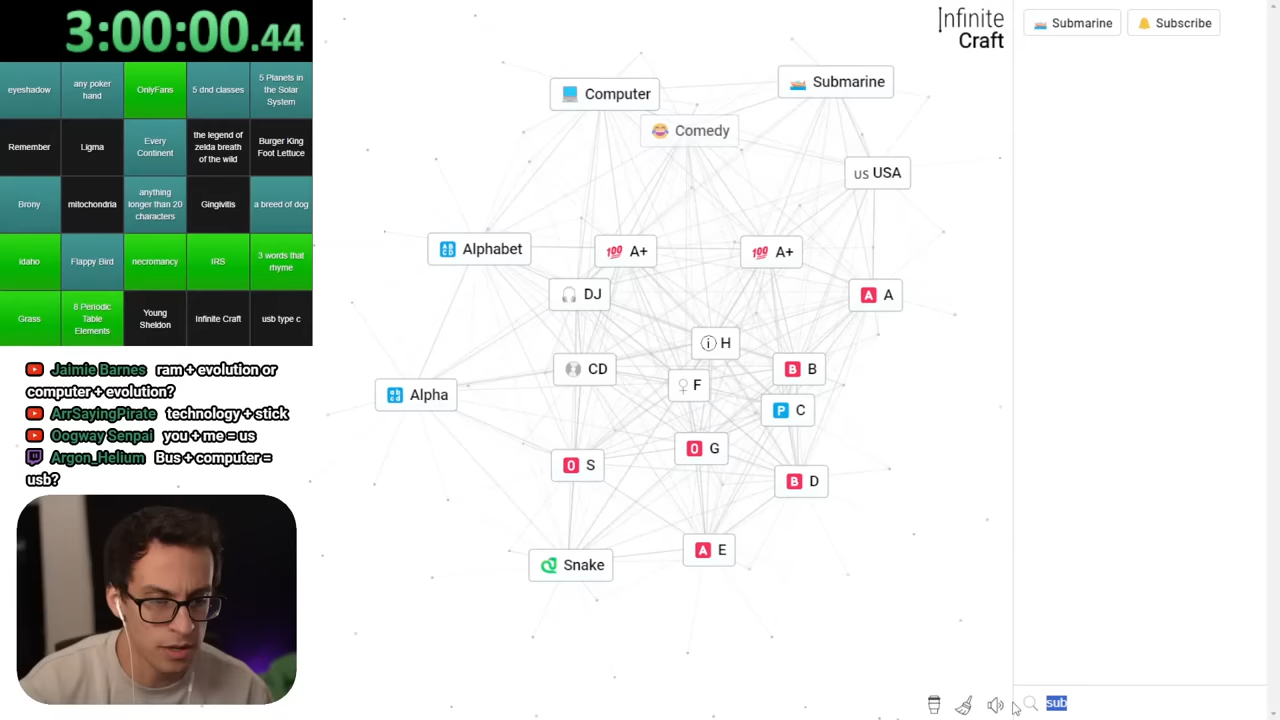 3:00:00.44
eyeshadow
any poker
hand
OnlyFans
5 dnd classes
5 Planets in
the Solar
System
Remember
Ligma
Every
Continent
the legend of
zelda breath
of the wild
Burger King
Foot Lettuce
Brony
mitochondria
anything
longer than 20
characters
Gingivitis
a breed of dog
idaho
Flappy Bird
necromancy
IRS
3 words that
rhyme
Grass
8 Periodic
Table
Elements
Young
Sheldon
Infinite Craft
usb type c
Jaimie Barnes ram + evolution or
computer + evolution?
ArrSayingPirate technology + stick
Oogway Senpai you + me = us
Argon_Helium Bus + computer =
usb?
Infinite
Craft
Computer
Submarine
Comedy
us USA
ABCD Alphabet
100 A+
100 A+
DJ
A A
H
CD
B B
F
abcd Alpha
P C
O S
O G
B D
A E
Snake
Submarine
Subscribe
sub